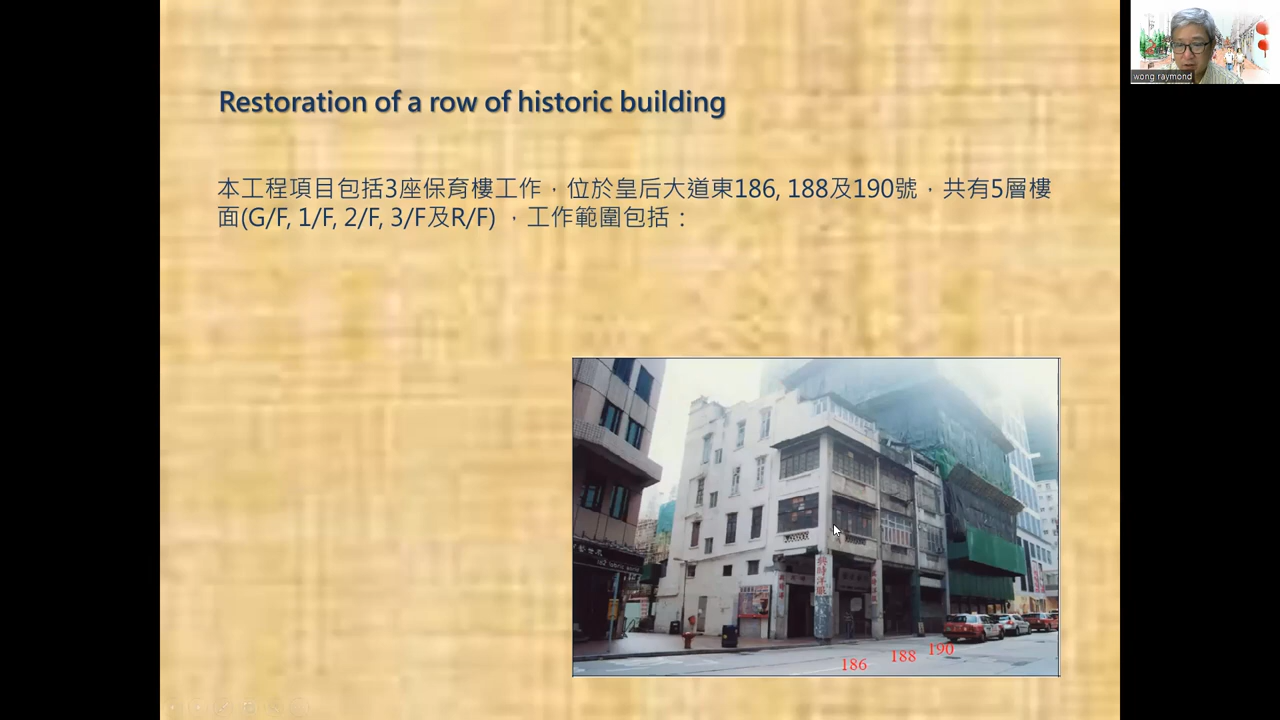 Restoration of a row of historic building
本工程項目包括3座保育樓工作，位於皇后大道東186, 188及190號，共有5層樓
面(G/F, 1/F, 2/F, 3/F及R/F) ，工作範圍包括：
wong raymond
186
188
190